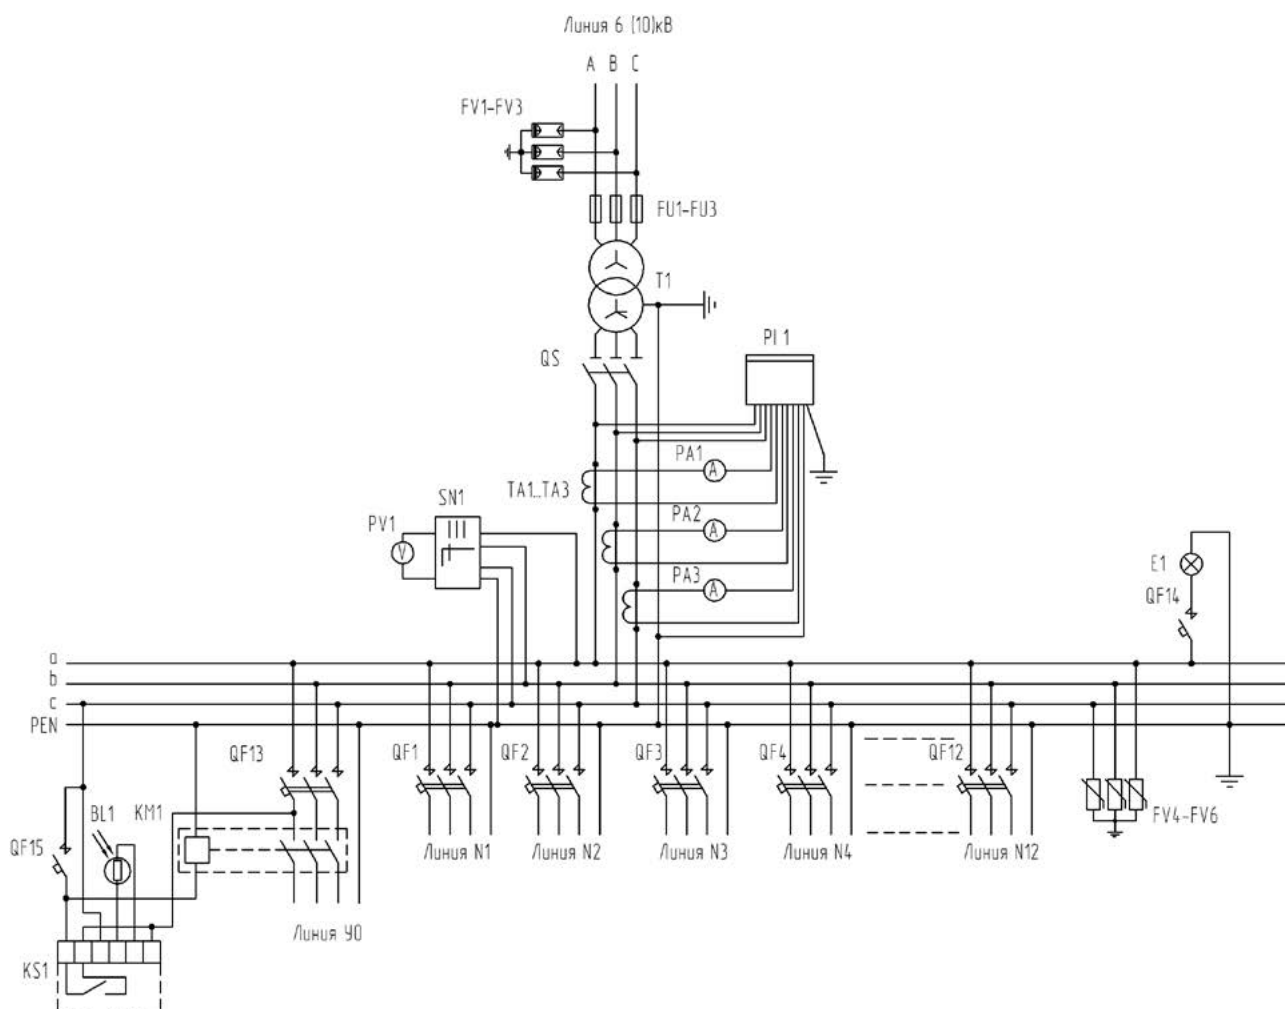 Линия 6 (10)кВ
A B C
FV1-FV3
FU1-FU3
T1
QS
PI 1
PA1
A
TA1...TA3
SN1
PV1
V
PA2
A
PA3
A
E1
QF14
a
b
c
PEN
QF13
QF1
QF2
QF3
QF4
QF12
BL1
KM1
FV4-FV6
QF15
Линия N1
Линия N2
Линия N3
Линия N4
Линия N12
Линия УО
KS1